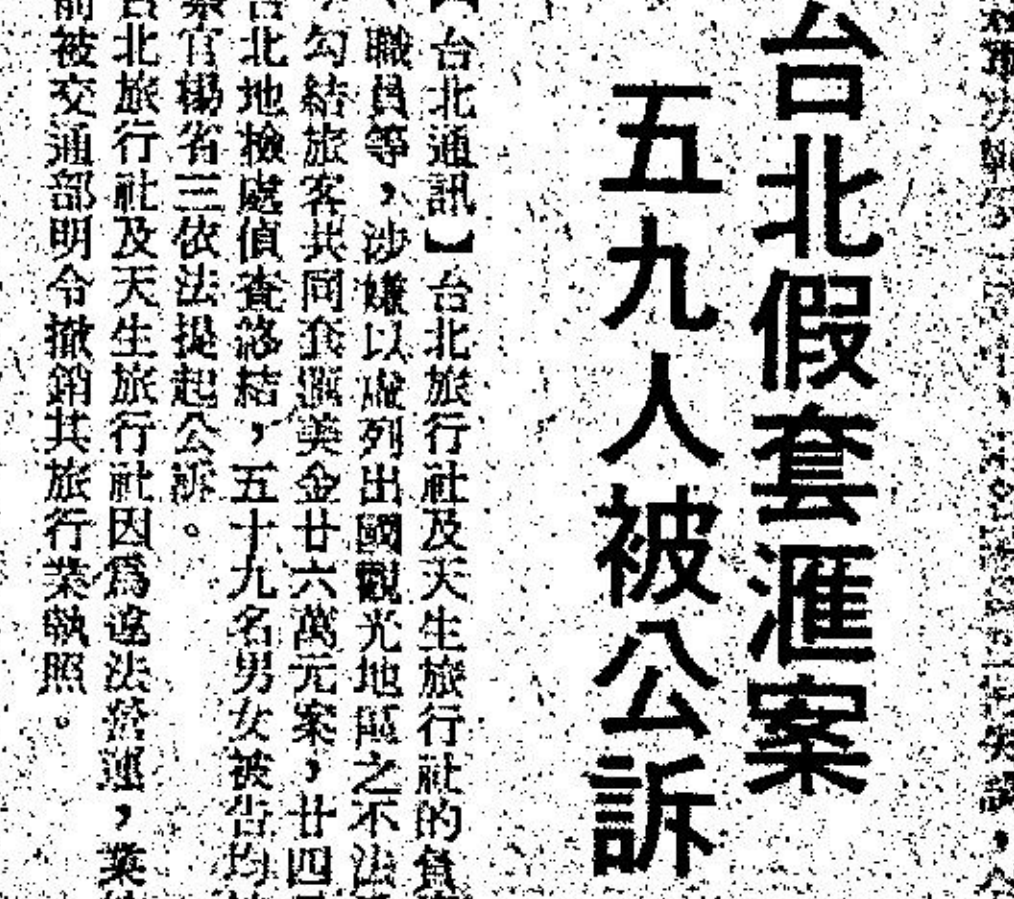 台北假套滙案
五九人被公訴
【台北通訊】台北旅行社及天生旅行社的負
、職員等，涉嫌以虛列出國觀光地區之不法
，勾結旅客共同套滙美金廿六萬元案，廿四
台北地檢處偵查終結，五十九名男女被告均
察官楊省三依法提起公訴。
台北旅行社及天生旅行社因爲違法營運，業
前被交通部明令撤銷其旅行業執照。